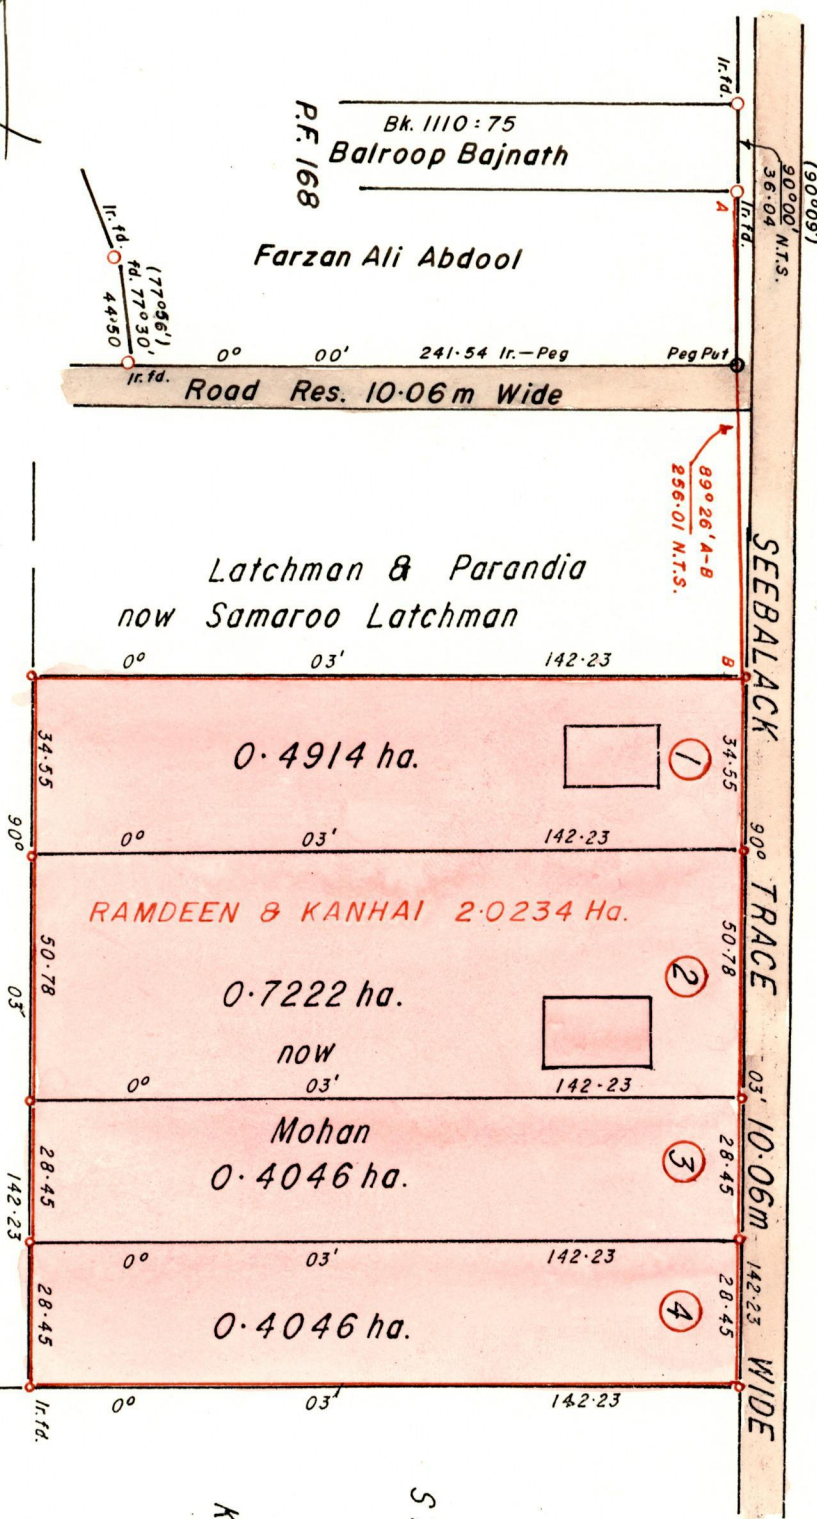 (90°09')
90°00' N.T.S.
36·04
Ir. fd.
Bk. 1110 : 75
Balroop Bajnath
P.F. 168
A
Ir. fd.
Farzan Ali Abdool
Ir. fd.
(77°56')
fd. 77°30'
44·50
Ir. fd.
0° 00' 241·54 Ir.—Peg Peg Put
Road Res. 10·06m Wide
89° 26' A-B
256·01 N.T.S.
Latchman & Parandia
now Samaroo Latchman
0° 03' 142·23
B
SEEBALACK TRACE 10·06m WIDE
90° 03' 142·23
34·55
0·4914 ha.
1
34·55
0° 03' 142·23
RAMDEEN & KANHAI 2·0234 Ha.
50·78
0·7222 ha.
2
50·78
now
0° 03' 142·23
Mohan
28·45
0·4046 ha.
3
28·45
0° 03' 142·23
28·45
0·4046 ha.
4
28·45
90° 03' 142·23
0° 03' 142·23
Ir. fd.
S
K